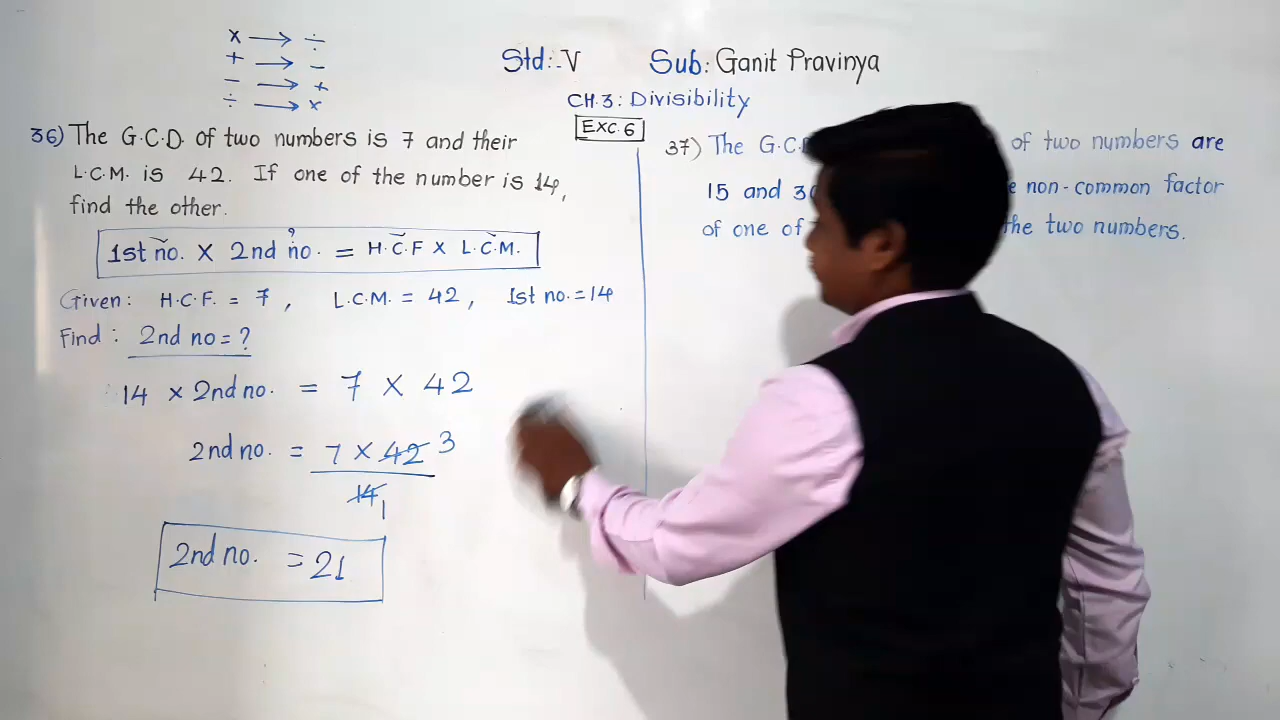 × → ÷
+ → -
- → +
÷ → ×
Std:- V Sub: Ganit Pravinya
CH.3: Divisibility
EXC.6
36) The G.C.D. of two numbers is 7 and their
L.C.M. is 42. If one of the number is 14,
find the other.
?
1st no. × 2nd no. = H.C.F × L.C.M.
Given: H.C.F. = 7, L.C.M. = 42, 1st no. = 14
Find: 2nd no = ?
14 × 2nd no. = 7 × 42
2nd no. = 7 × 42 3
14 1
2nd no. = 21
37) The G.C. of two numbers are
15 and non-common factor
of one of the two numbers.